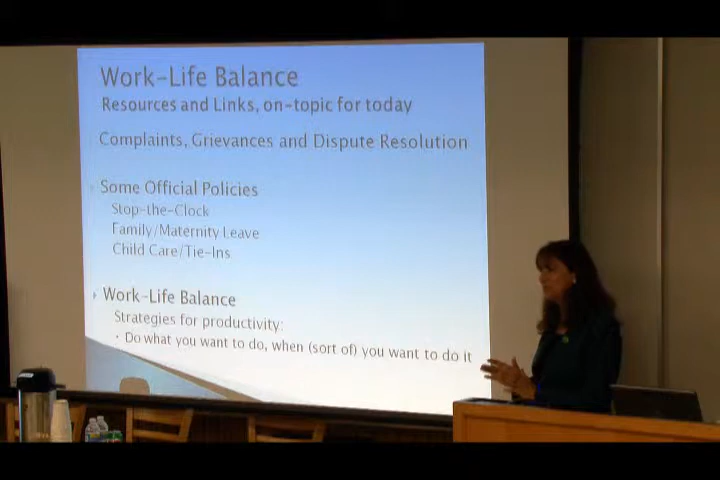 Work-Life Balance
Resources and Links, on-topic for today
Complaints, Grievances and Dispute Resolution
Some Official Policies
Stop-the-Clock
Family/Maternity Leave
Child Care/Tie-Ins
Work-Life Balance
Strategies for productivity:
Do what you want to do, when (sort of) you want to do it